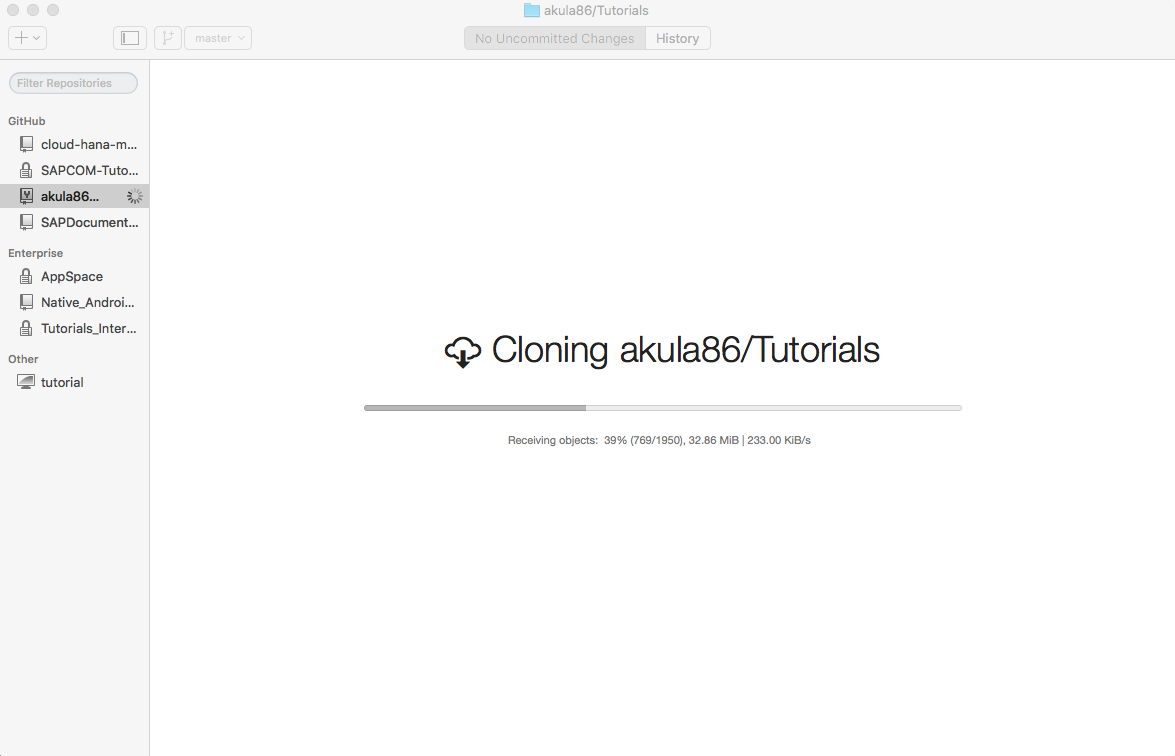 akula86/Tutorials
master
No Uncommitted Changes
History
Filter Repositories
GitHub
cloud-hana-m...
SAPCOM-Tuto...
akula86...
SAPDocument...
Enterprise
AppSpace
Native_Androi...
Tutorials_Inter...
Other
tutorial
Cloning akula86/Tutorials
Receiving objects: 39% (769/1950), 32.86 MiB | 233.00 KiB/s